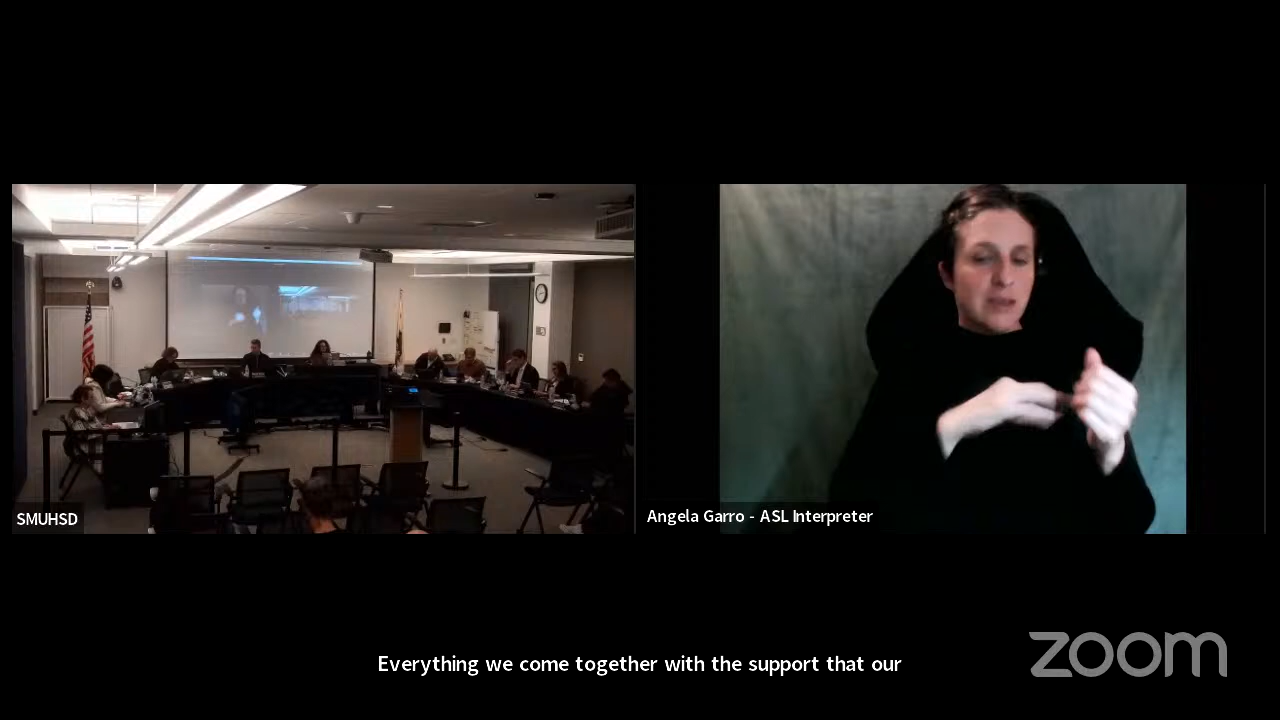 SMUHSD
Angela Garro - ASL Interpreter
Everything we come together with the support that our
zoom